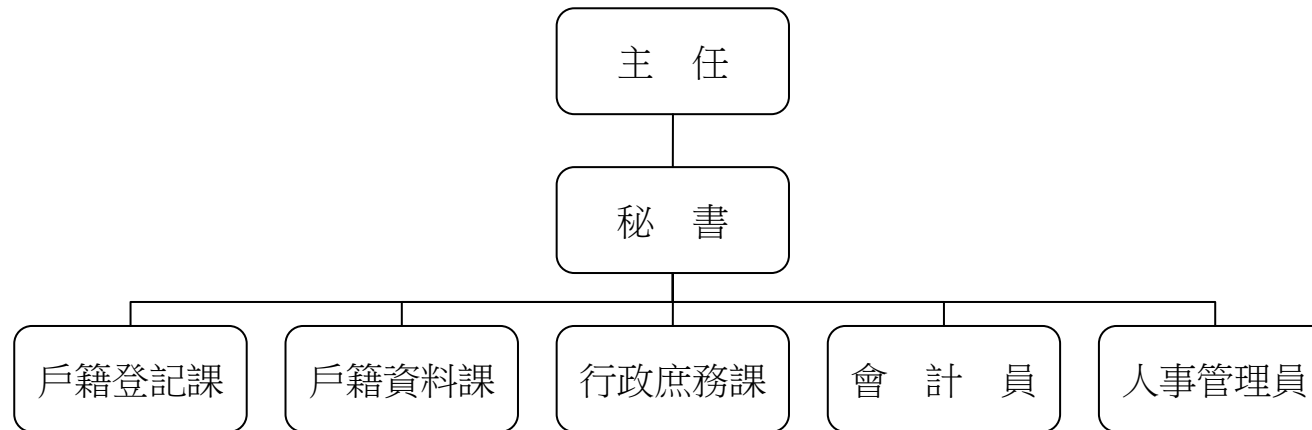 主　任
秘　書
戶籍登記課
戶籍資料課
行政庶務課
會　計　員
人事管理員